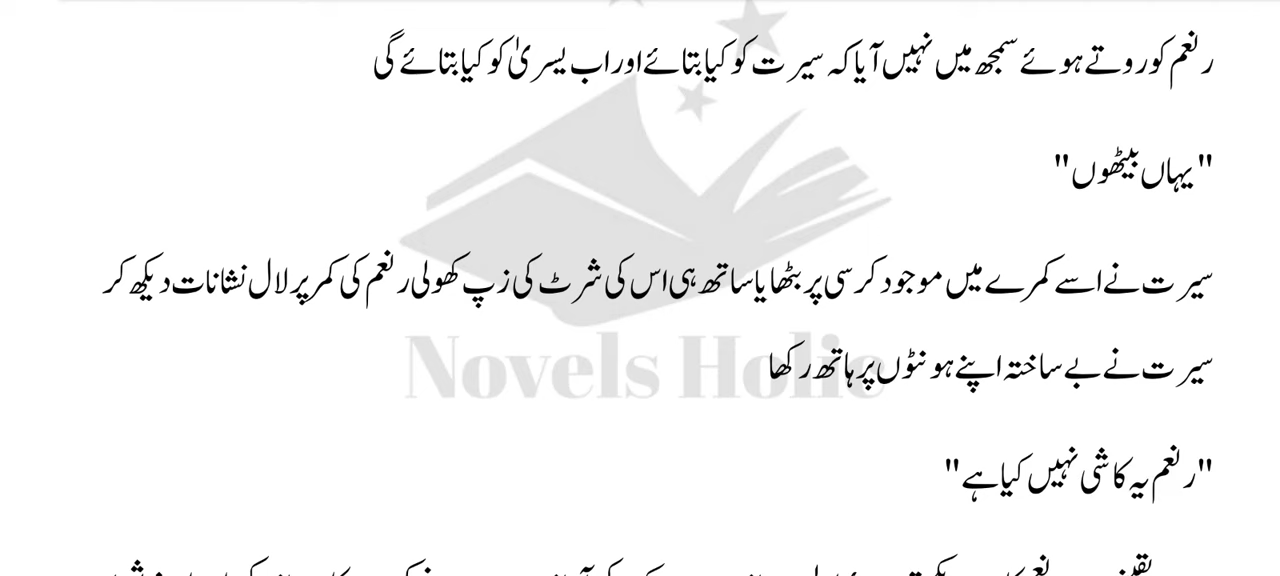 رنعم کو روتے ہوئے سمجھ میں نہیں آیا کہ سیرت کو کیا بتائے اور اب یسریٰ کو کیا بتائے گی
"یہاں بیٹھوں"
سیرت نے اسے کمرے میں موجود کرسی پر بٹھایا ساتھ ہی اس کی شرٹ کی زپ کھولی رنعم کی کمر پر لال نشانات دیکھ کر
سیرت نے بے ساختہ اپنے ہونٹوں پر ہاتھ رکھا
Novels Holic
"رنعم یہ کاشی نہیں کیا ہے"